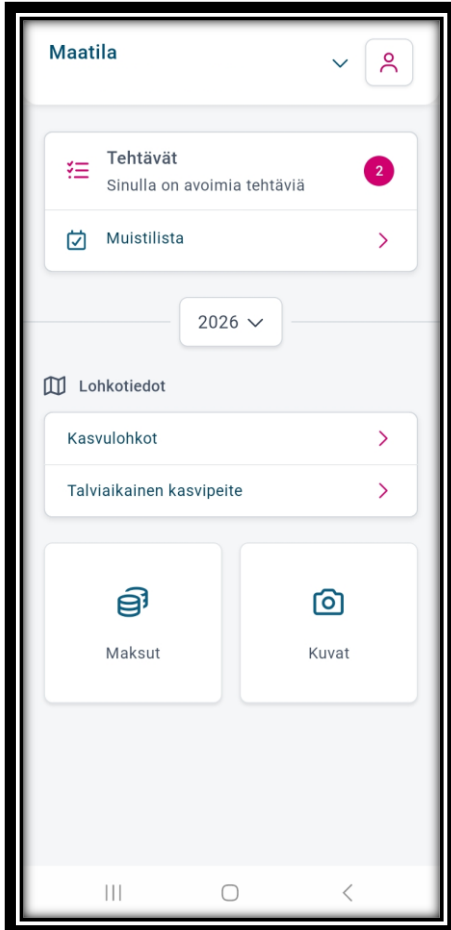 Maatila
Tehtävät
2
Sinulla on avoimia tehtäviä
Muistilista
2026
Lohkotiedot
Kasvulohkot
Talviaikainen kasvipeite
Maksut
Kuvat